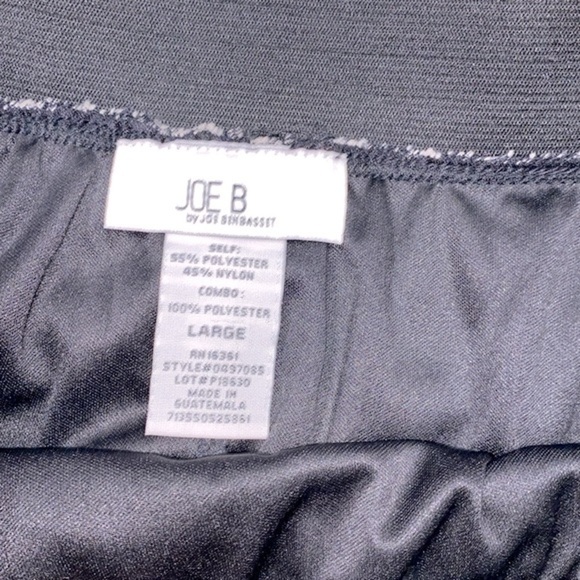 JOE B
by JOE BENBASSET
SELF:
55% POLYESTER
45% NYLON
COMBO:
100% POLYESTER
LARGE
RN16361
STYLE#0497085
LOT#P18630
MADE IN
GUATEMALA
713550525861